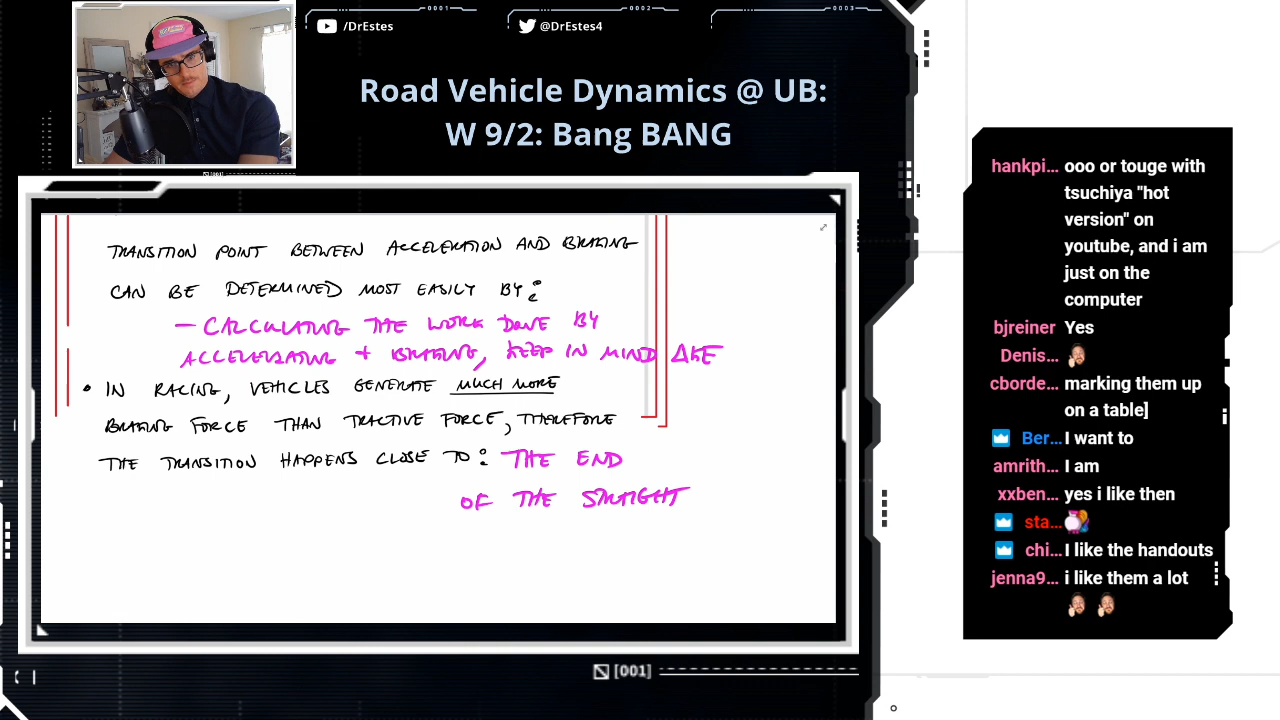 0001
0002
0003
/DrEstes
@DrEstes4
Road Vehicle Dynamics @ UB:
W 9/2: Bang BANG
[001]
TRANSITION POINT BETWEEN ACCELERATION AND BRAKING
CAN BE DETERMINED MOST EASILY BY:
- CALCULATING THE WORK DONE BY
ACCELERATING + BRAKING, KEEP IN MIND ΔKE
• IN RACING, VEHICLES GENERATE MUCH MORE
BRAKING FORCE THAN TRACTIVE FORCE, THEREFORE
THE TRANSITION HAPPENS CLOSE TO: THE END
OF THE STRAIGHT
[001]
hankpi... ooo or touge with
tsuchiya "hot
version" on
youtube, and i am
just on the
computer
bjreiner Yes
Denis...
cborde... marking them up
on a table]
Ber... I want to
amrith... I am
xxben... yes i like then
sta...
chi... I like the handouts
jenna9... i like them a lot